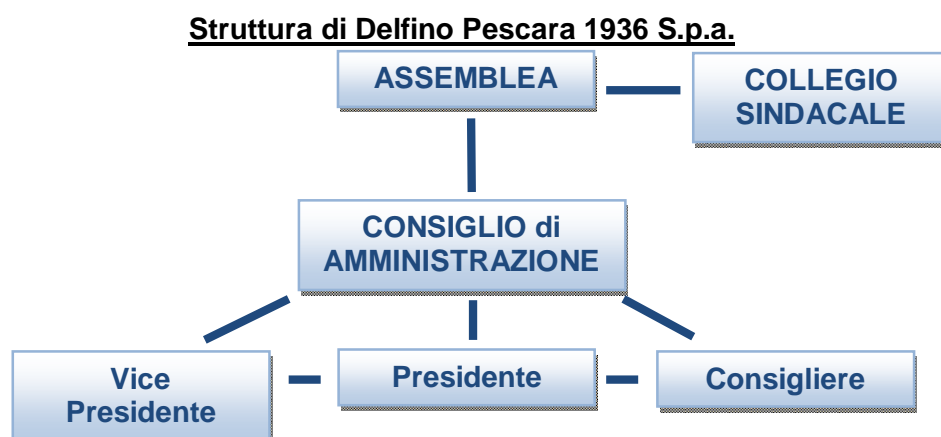 Struttura di Delfino Pescara 1936 S.p.a.
ASSEMBLEA
COLLEGIO
SINDACALE
CONSIGLIO di
AMMINISTRAZIONE
Vice
Presidente
Presidente
Consigliere